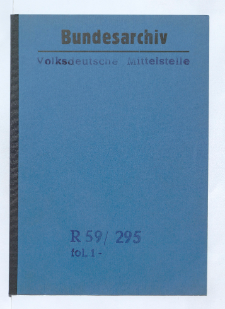 Bundesarchiv
Volksdeutsche Mittelstelle
R 59/ 295
fol. 1-